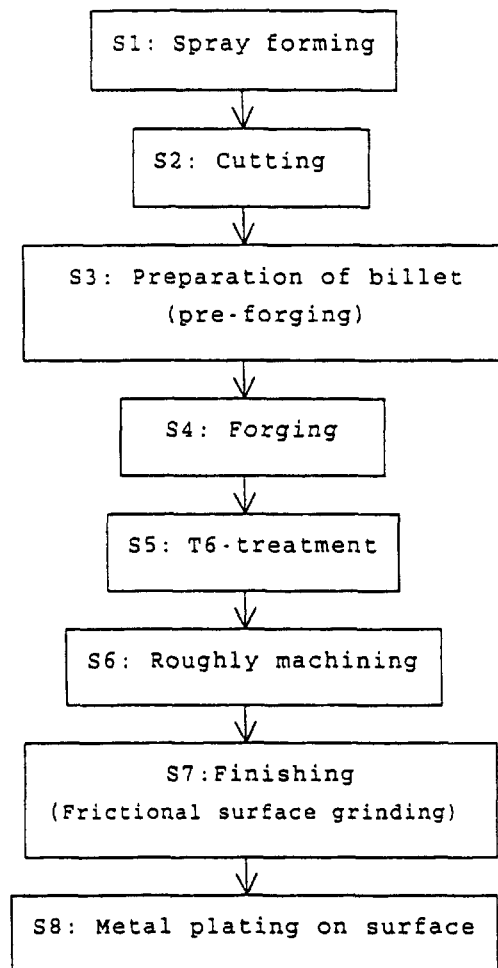 S1: Spray forming
S2: Cutting
S3: Preparation of billet
(pre-forging)
S4: Forging
S5: T6-treatment
S6: Roughly machining
S7:Finishing
(Frictional surface grinding)
S8: Metal plating on surface